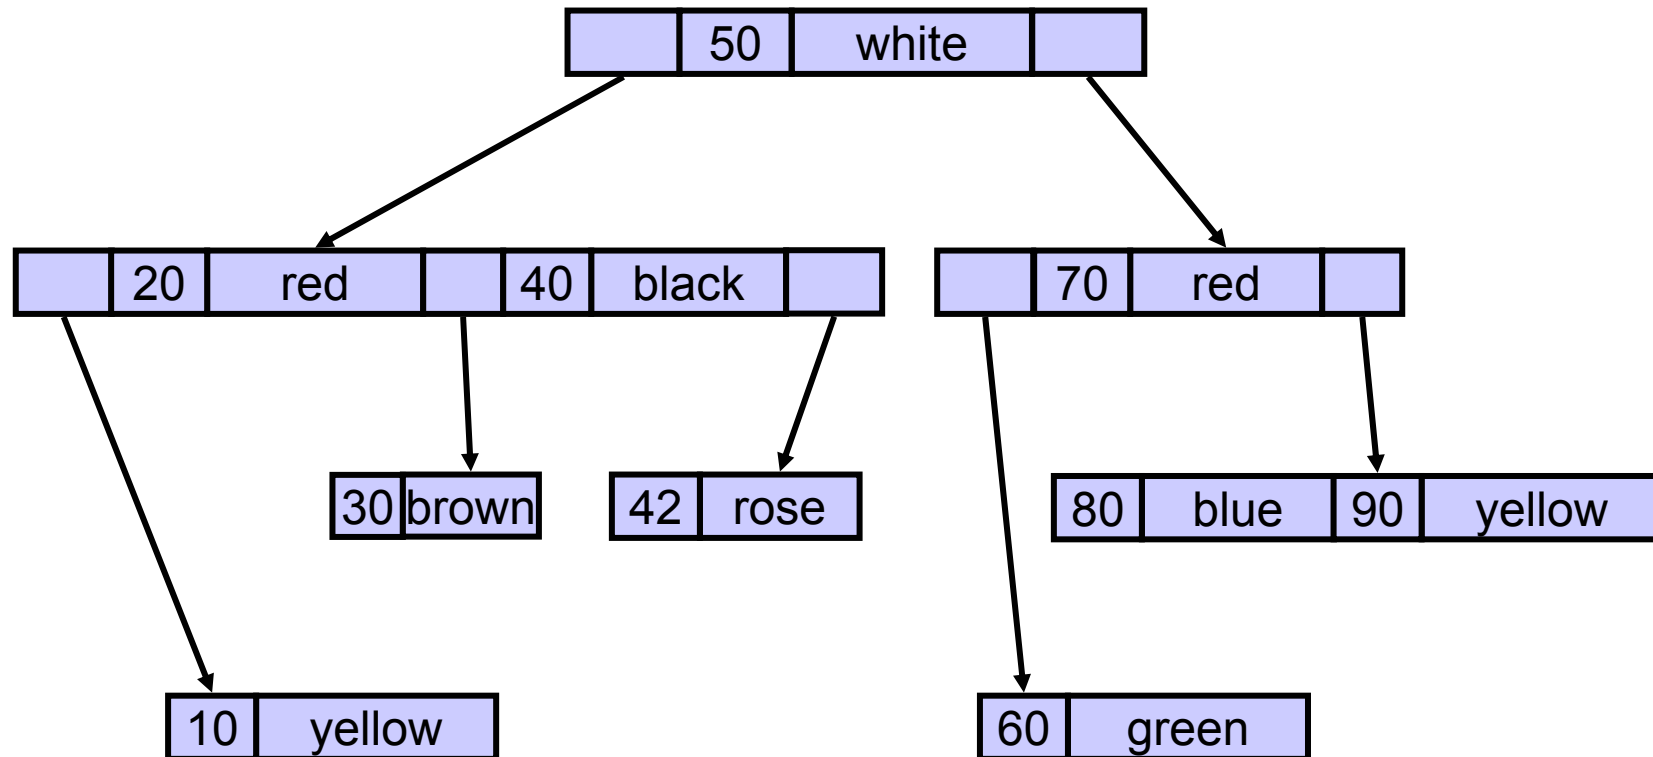 50 white
20 red 40 black
70 red
30 brown
42 rose
80 blue 90 yellow
10 yellow
60 green